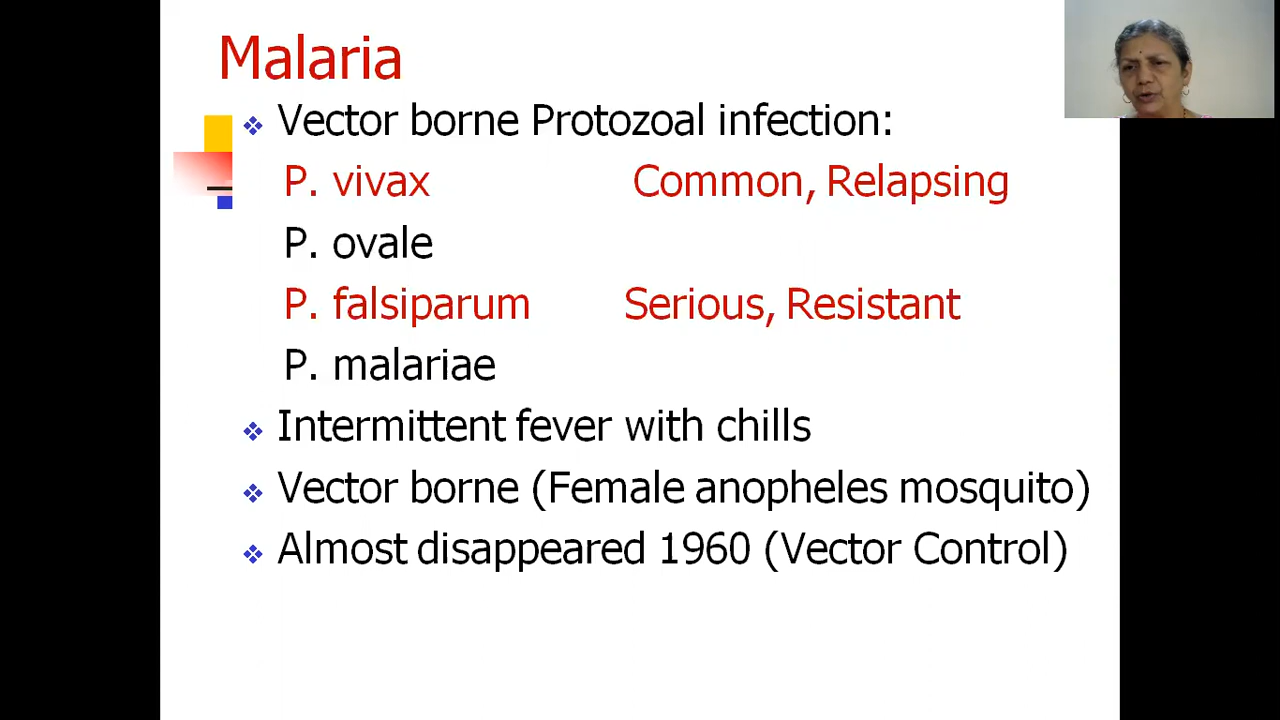 Malaria
❖ Vector borne Protozoal infection:
P. vivax Common, Relapsing
P. ovale
P. falsiparum Serious, Resistant
P. malariae
❖ Intermittent fever with chills
❖ Vector borne (Female anopheles mosquito)
❖ Almost disappeared 1960 (Vector Control)